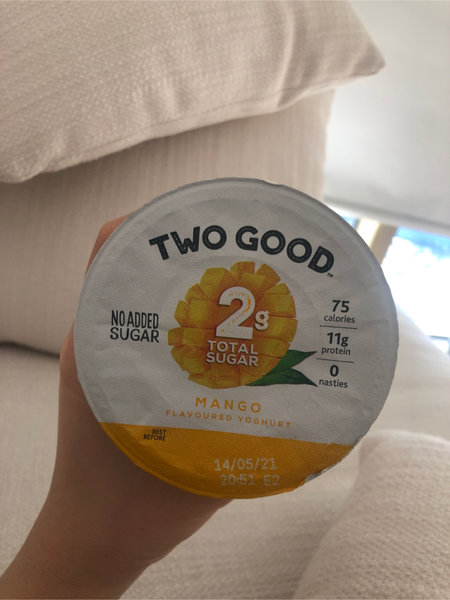 TWO GOOD™
NO ADDED
SUGAR
2g
TOTAL
SUGAR
75
calories
11g
protein
0
nasties
MANGO
FLAVOURED YOGHURT
BEST
BEFORE
14/05/21
20:51 E2